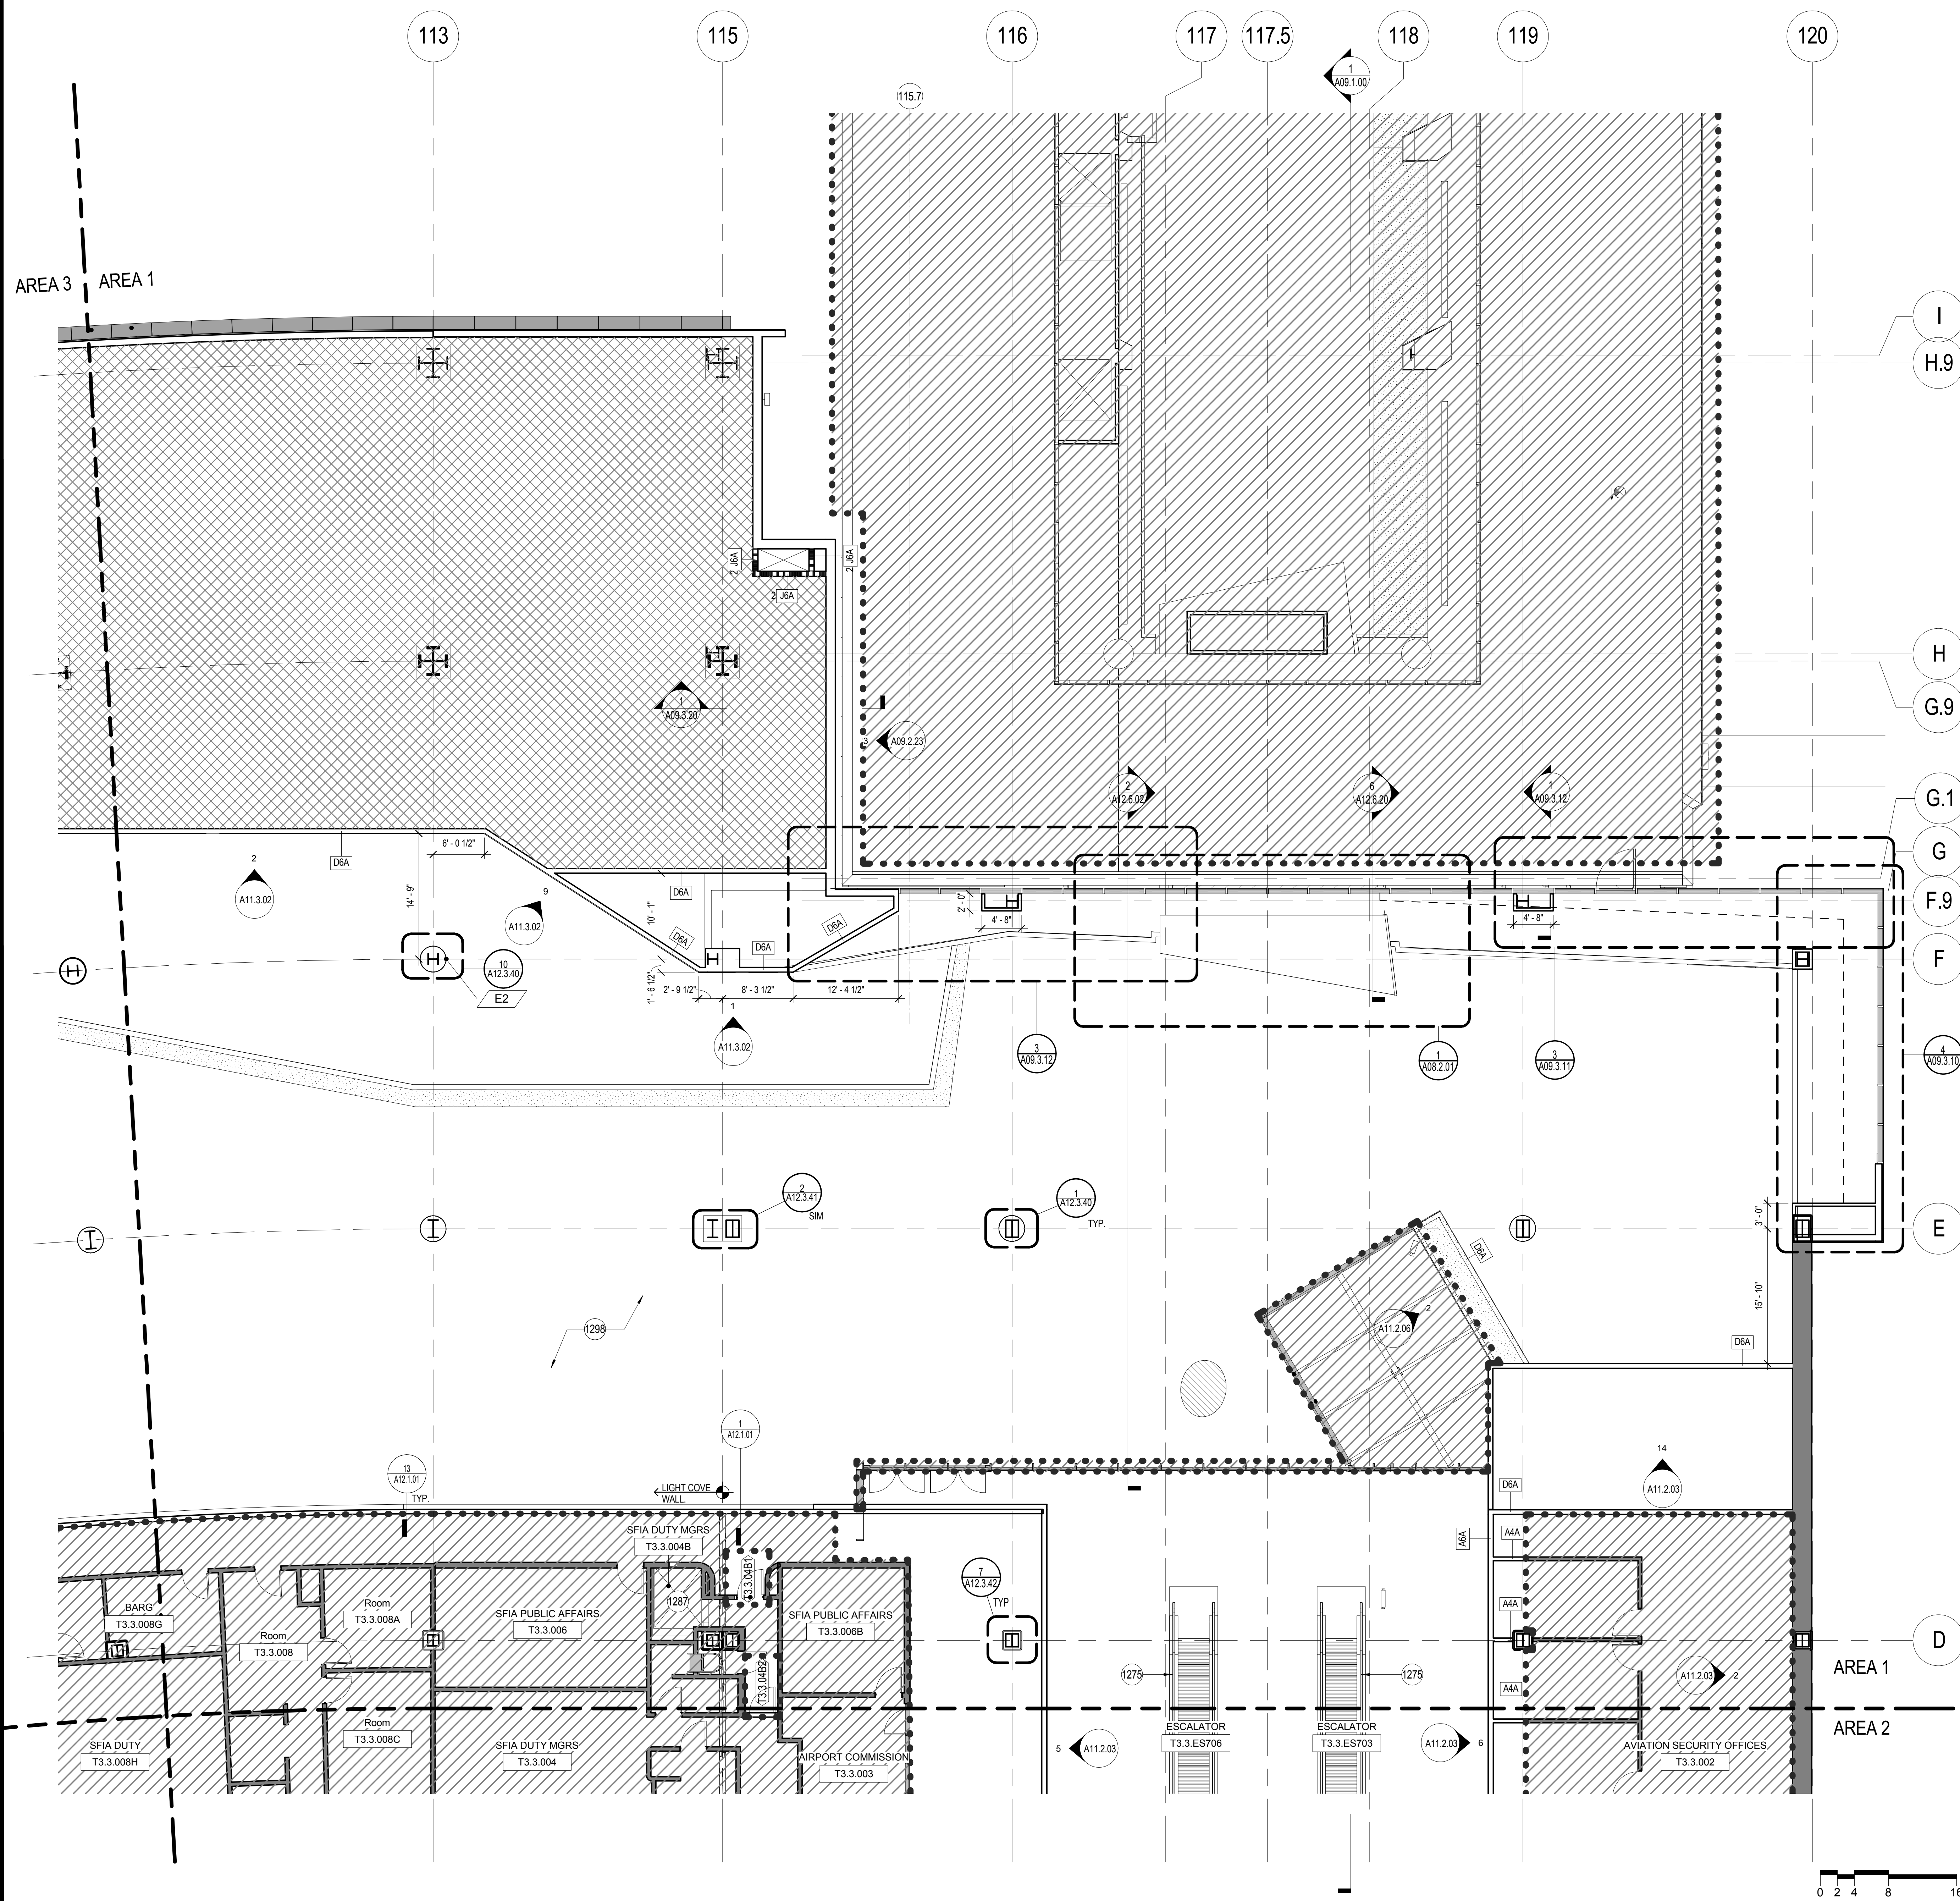 113
115
116
117
117.5
118
119
120
115.7
1
A09.1.00
AREA 3
AREA 1
I
H.9
H
G.9
G.1
G
F.9
F
E
D
2
J6A
2
J6A
2
J6A
1
A09.3.20
3
A09.2.23
2
A12.6.02
6
A12.6.20
1
A09.3.12
6' - 0 1/2"
D6A
14' - 9"
2
A11.3.02
9
A11.3.02
D6A
10' - 1"
D6A
D6A
D6A
2' - 0"
4' - 8"
4' - 8"
10
A12.3.40
E2
1' - 6 1/2"
2' - 9 1/2"
8' - 3 1/2"
12' - 4 1/2"
1
A11.3.02
3
A09.3.12
1
A08.2.01
3
A09.3.11
4
A09.3.10
2
A12.3.41
SIM
1
A12.3.40
TYP.
3' - 0"
15' - 10"
D6A
D6A
1298
2
A11.2.06
1
A12.1.01
13
A12.1.01
TYP.
LIGHT COVE
WALL.
14
A11.2.03
D6A
A6A
A4A
A4A
A4A
SFIA DUTY MGRS
T3.3.004B
T3.3.04B1
1287
7
A12.3.42
TYP
BARG
T3.3.008G
Room
T3.3.008A
Room
T3.3.008
SFIA PUBLIC AFFAIRS
T3.3.006
SFIA PUBLIC AFFAIRS
T3.3.006B
T3.3.04B2
1275
1275
A11.2.03
2
AREA 1
AREA 2
Room
T3.3.008C
SFIA DUTY
T3.3.008H
SFIA DUTY MGRS
T3.3.004
AIRPORT COMMISSION
T3.3.003
5
A11.2.03
ESCALATOR
T3.3.ES706
ESCALATOR
T3.3.ES703
A11.2.03
6
AVIATION SECURITY OFFICES
T3.3.002
0 2 4 8 16